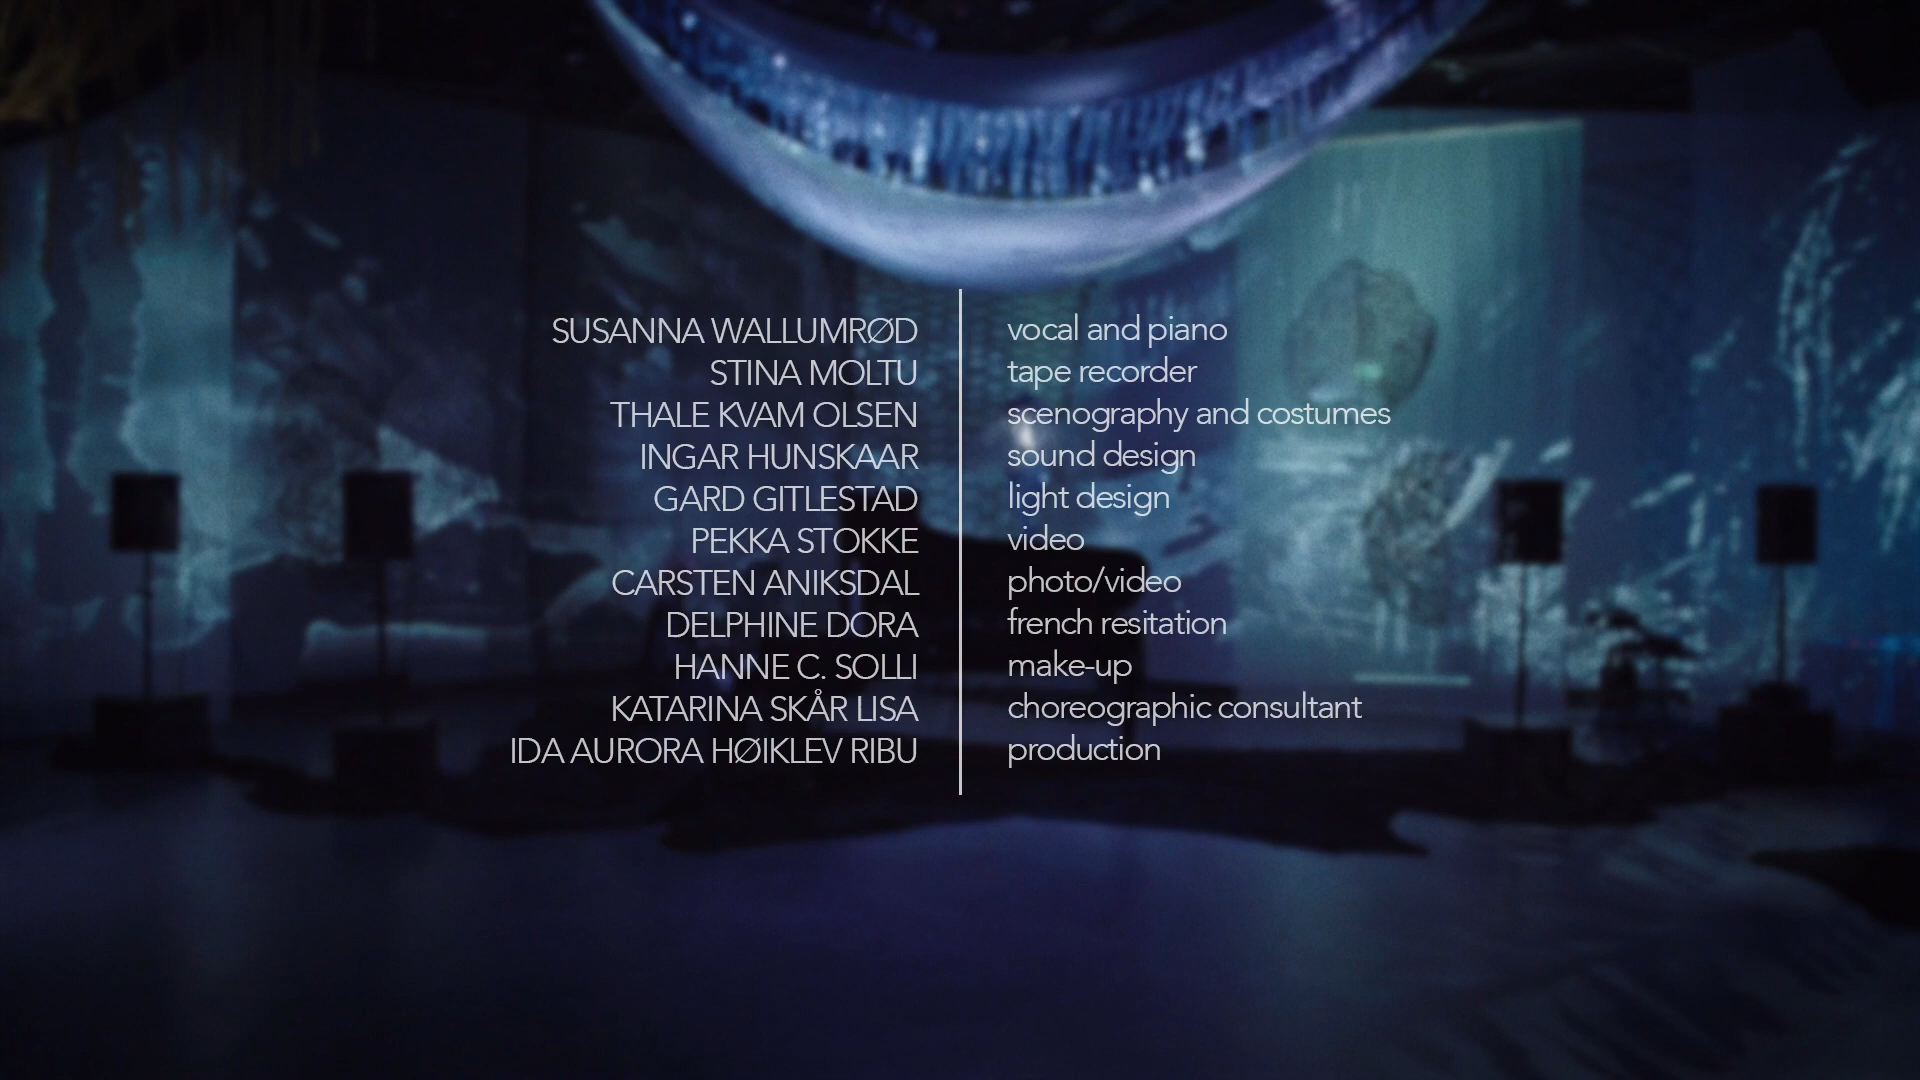 SUSANNA WALLUMRØD vocal and piano
STINA MOLTU tape recorder
THALE KVAM OLSEN scenography and costumes
INGAR HUNSKAAR sound design
GARD GITLESTAD light design
PEKKA STOKKE video
CARSTEN ANIKSDAL photo/video
DELPHINE DORA french resitation
HANNE C. SOLLI make-up
KATARINA SKÅR LISA choreographic consultant
IDA AURORA HØIKLEV RIBU production